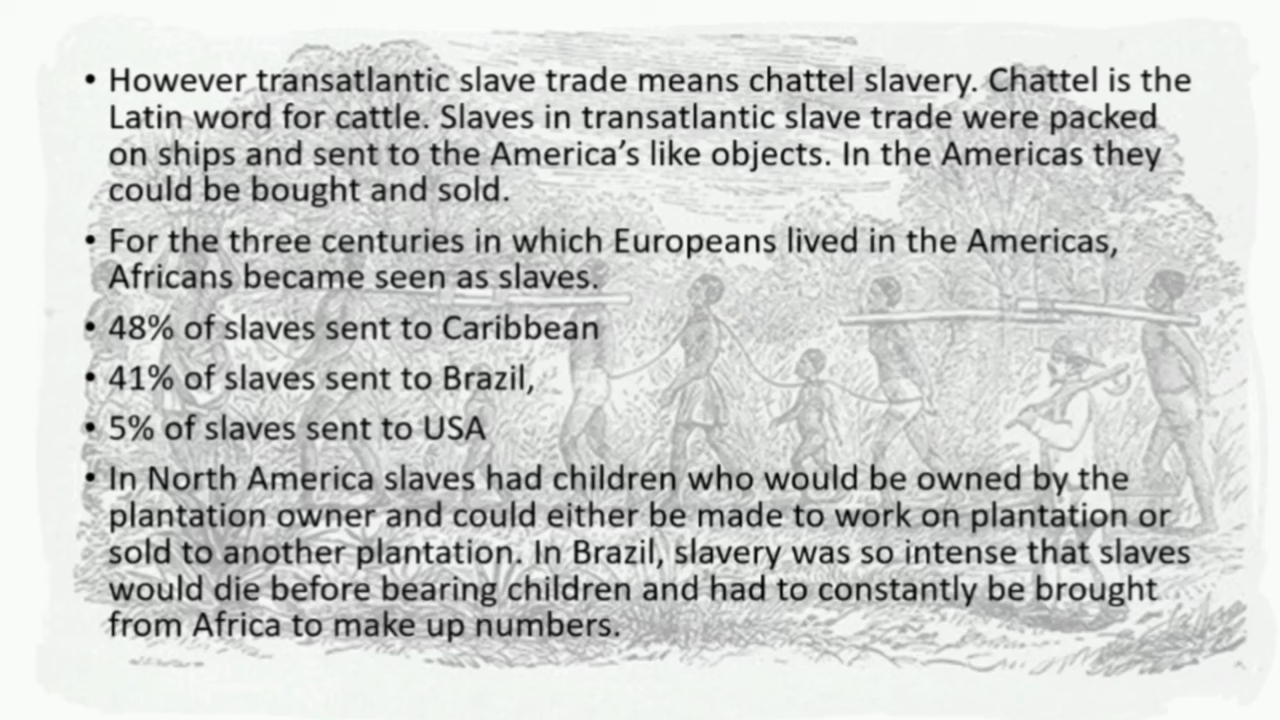 • However transatlantic slave trade means chattel slavery. Chattel is the
Latin word for cattle. Slaves in transatlantic slave trade were packed
on ships and sent to the America's like objects. In the Americas they
could be bought and sold.
• For the three centuries in which Europeans lived in the Americas,
Africans became seen as slaves.
• 48% of slaves sent to Caribbean
• 41% of slaves sent to Brazil,
• 5% of slaves sent to USA
• In North America slaves had children who would be owned by the
plantation owner and could either be made to work on plantation or
sold to another plantation. In Brazil, slavery was so intense that slaves
would die before bearing children and had to constantly be brought
from Africa to make up numbers.